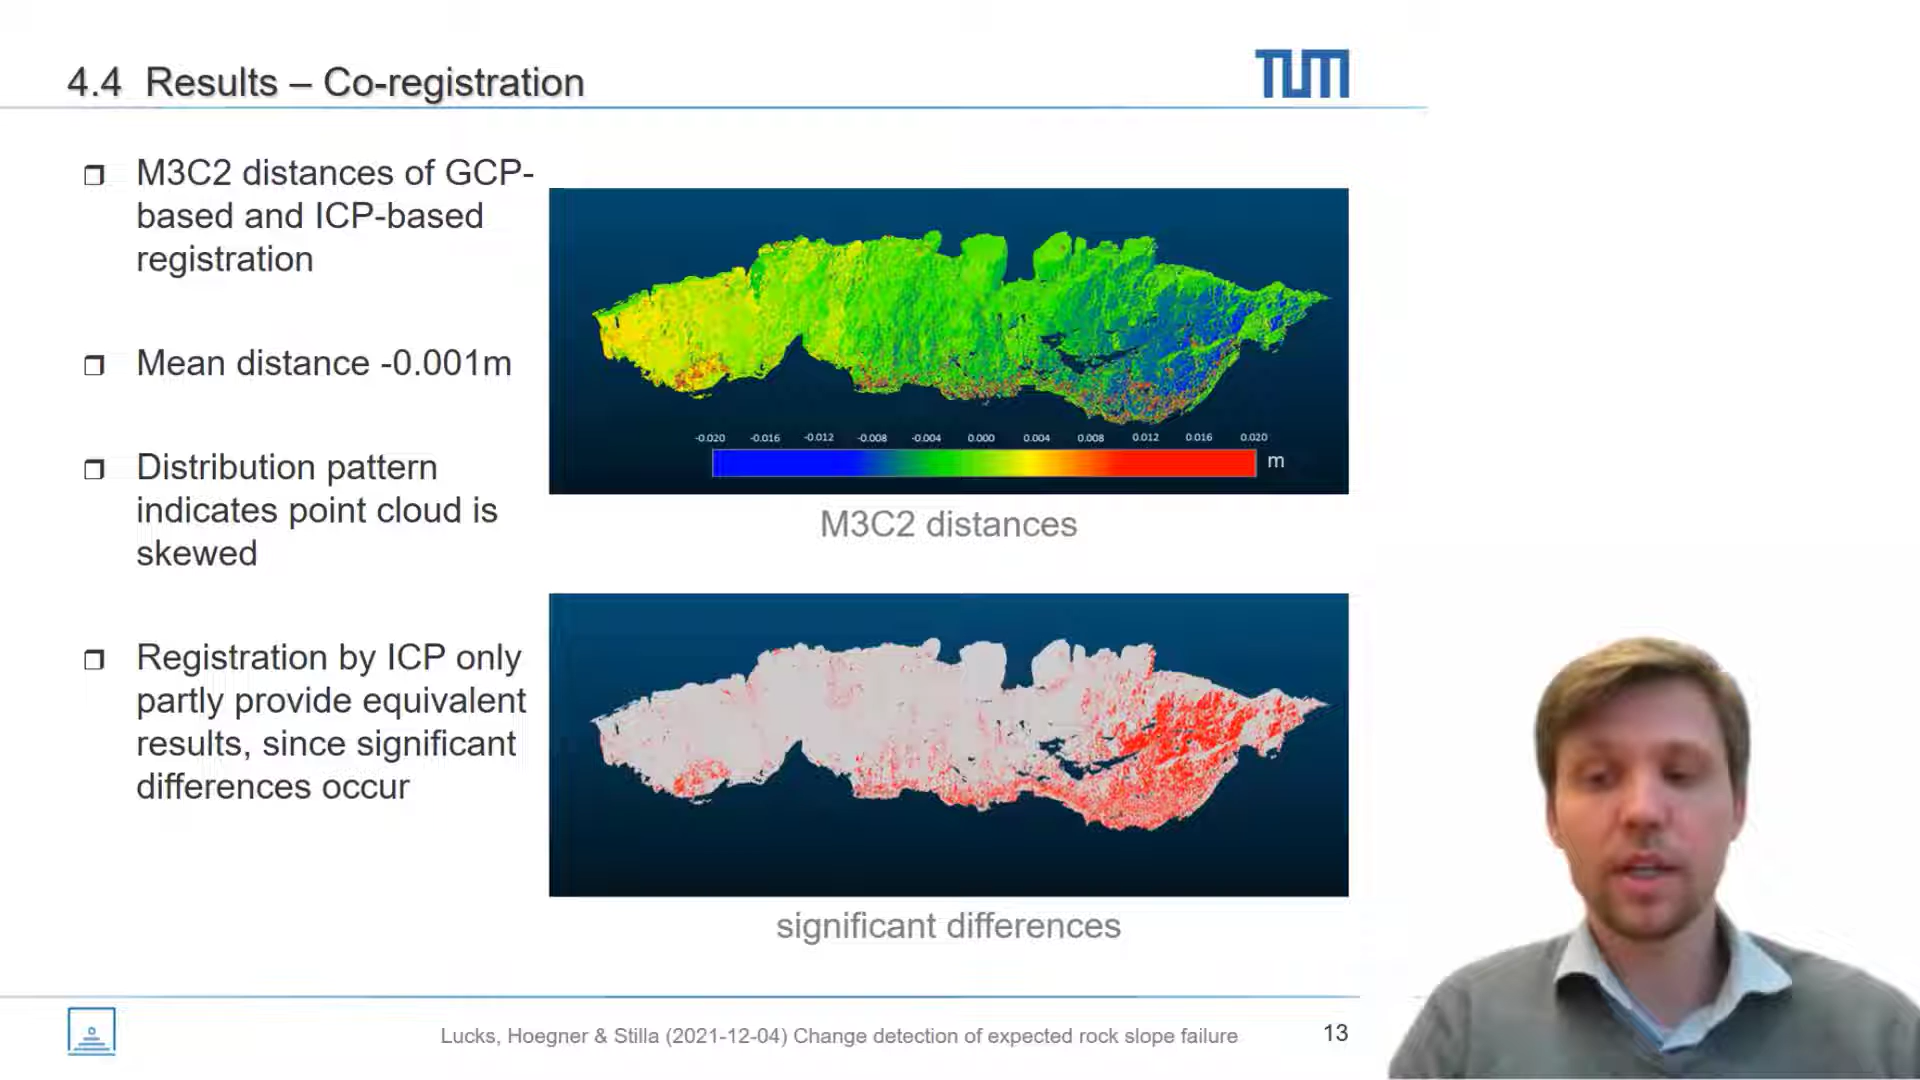 4.4 Results – Co-registration
TUM
M3C2 distances of GCP-
based and ICP-based
registration
Mean distance -0.001m
Distribution pattern
indicates point cloud is
skewed
Registration by ICP only
partly provide equivalent
results, since significant
differences occur
-0.020 -0.016 -0.012 -0.008 -0.004 0.000 0.004 0.008 0.012 0.016 0.020
m
M3C2 distances
significant differences
Lucks, Hoegner & Stilla (2021-12-04) Change detection of expected rock slope failure
13